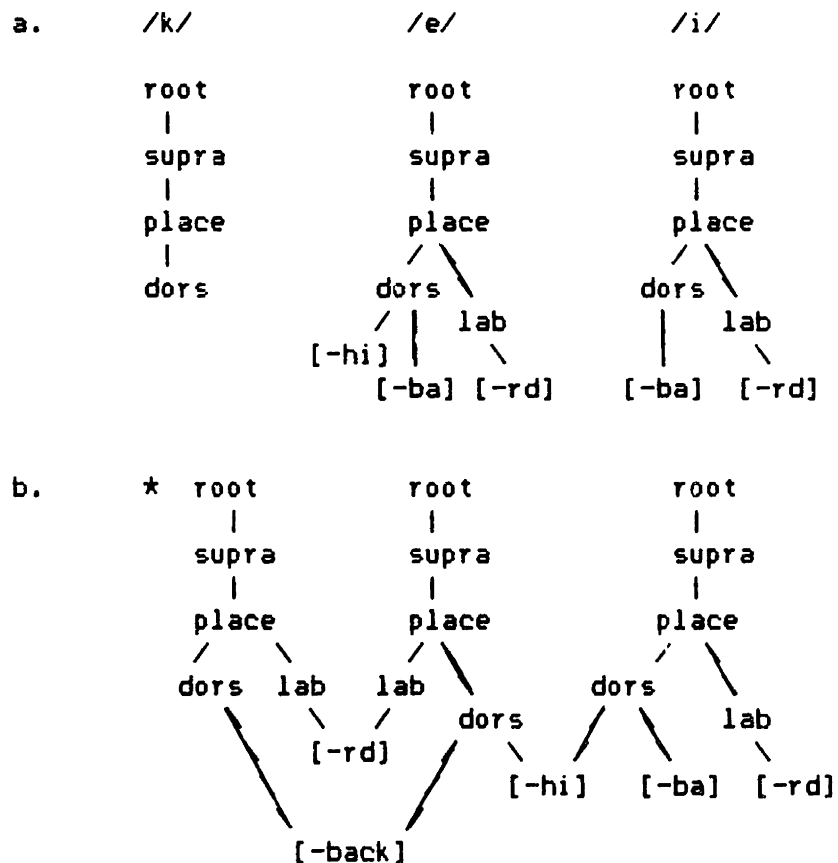 a. /k/ /e/ /i/
root root root
supra supra supra
place place place
dors dors dors
lab lab
[-hi]
[-ba] [-rd] [-ba] [-rd]
b. * root root root
supra supra supra
place place place
dors lab lab dors
dors lab
[-rd]
[-hi] [-ba] [-rd]
[-back]